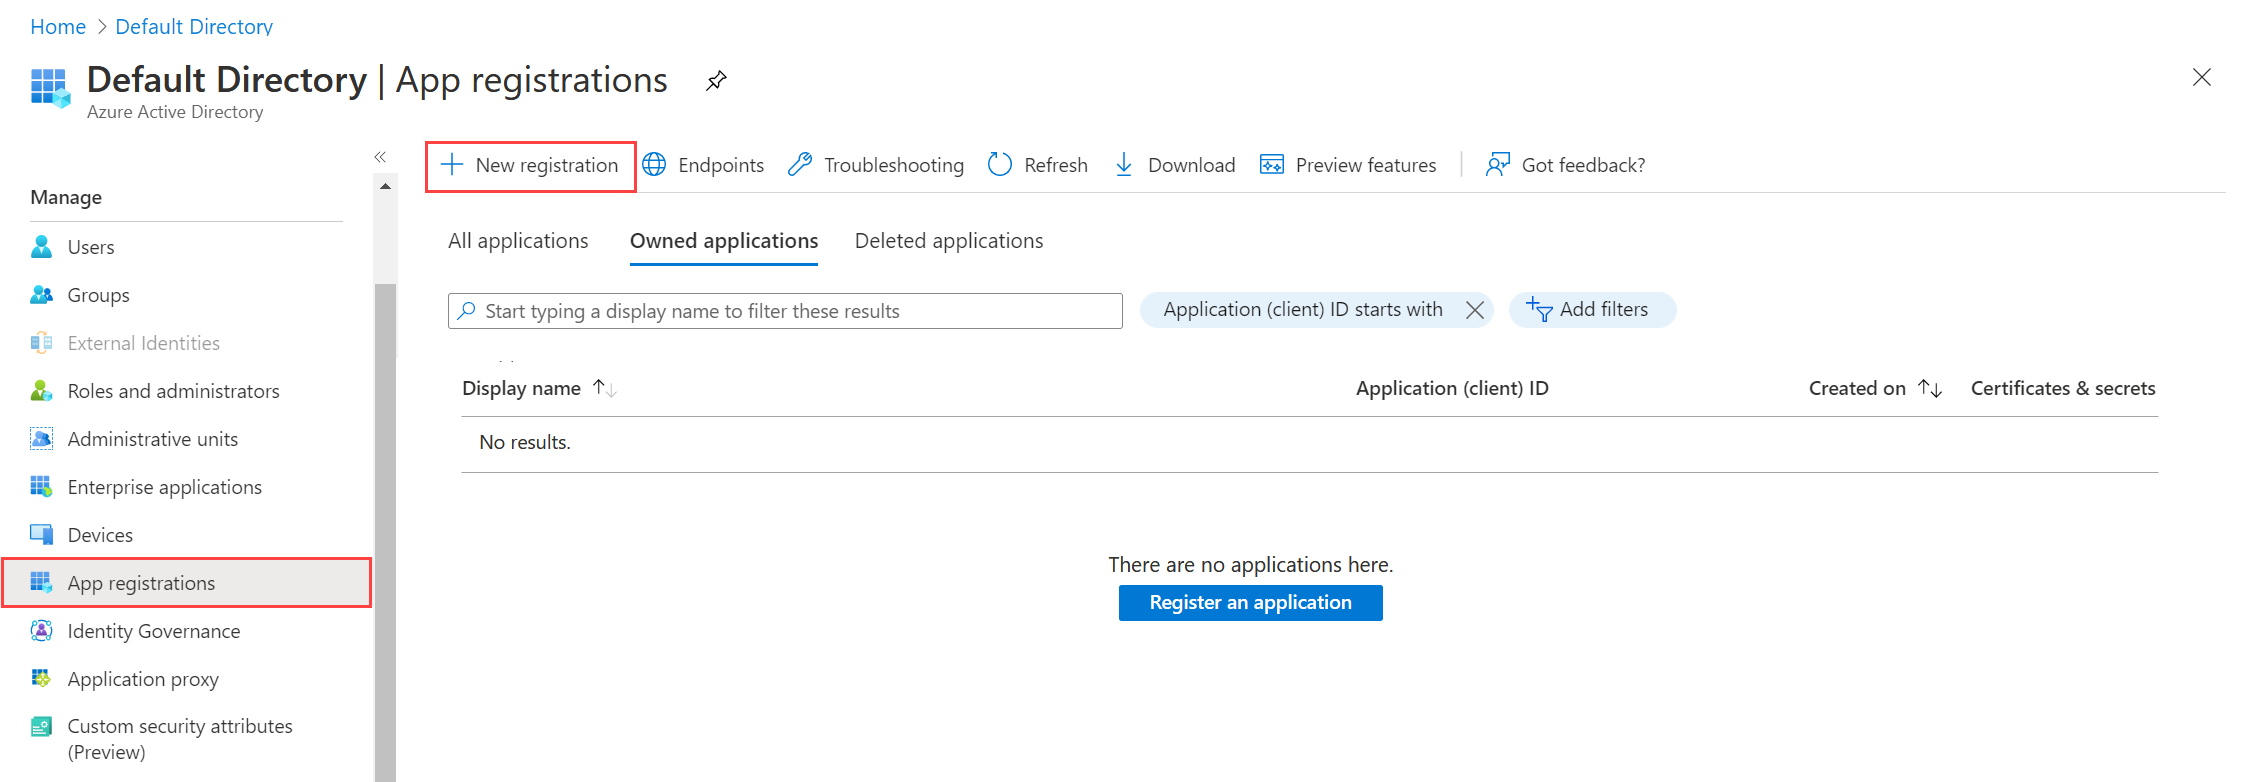 Home > Default Directory
Default Directory | App registrations
Azure Active Directory
Manage
Users
Groups
External Identities
Roles and administrators
Administrative units
Enterprise applications
Devices
App registrations
Identity Governance
Application proxy
Custom security attributes
(Preview)
New registration Endpoints Troubleshooting Refresh Download Preview features Got feedback?
All applications Owned applications Deleted applications
Start typing a display name to filter these results Application (client) ID starts with Add filters
Display name Application (client) ID Created on Certificates & secrets
No results.
There are no applications here.
Register an application